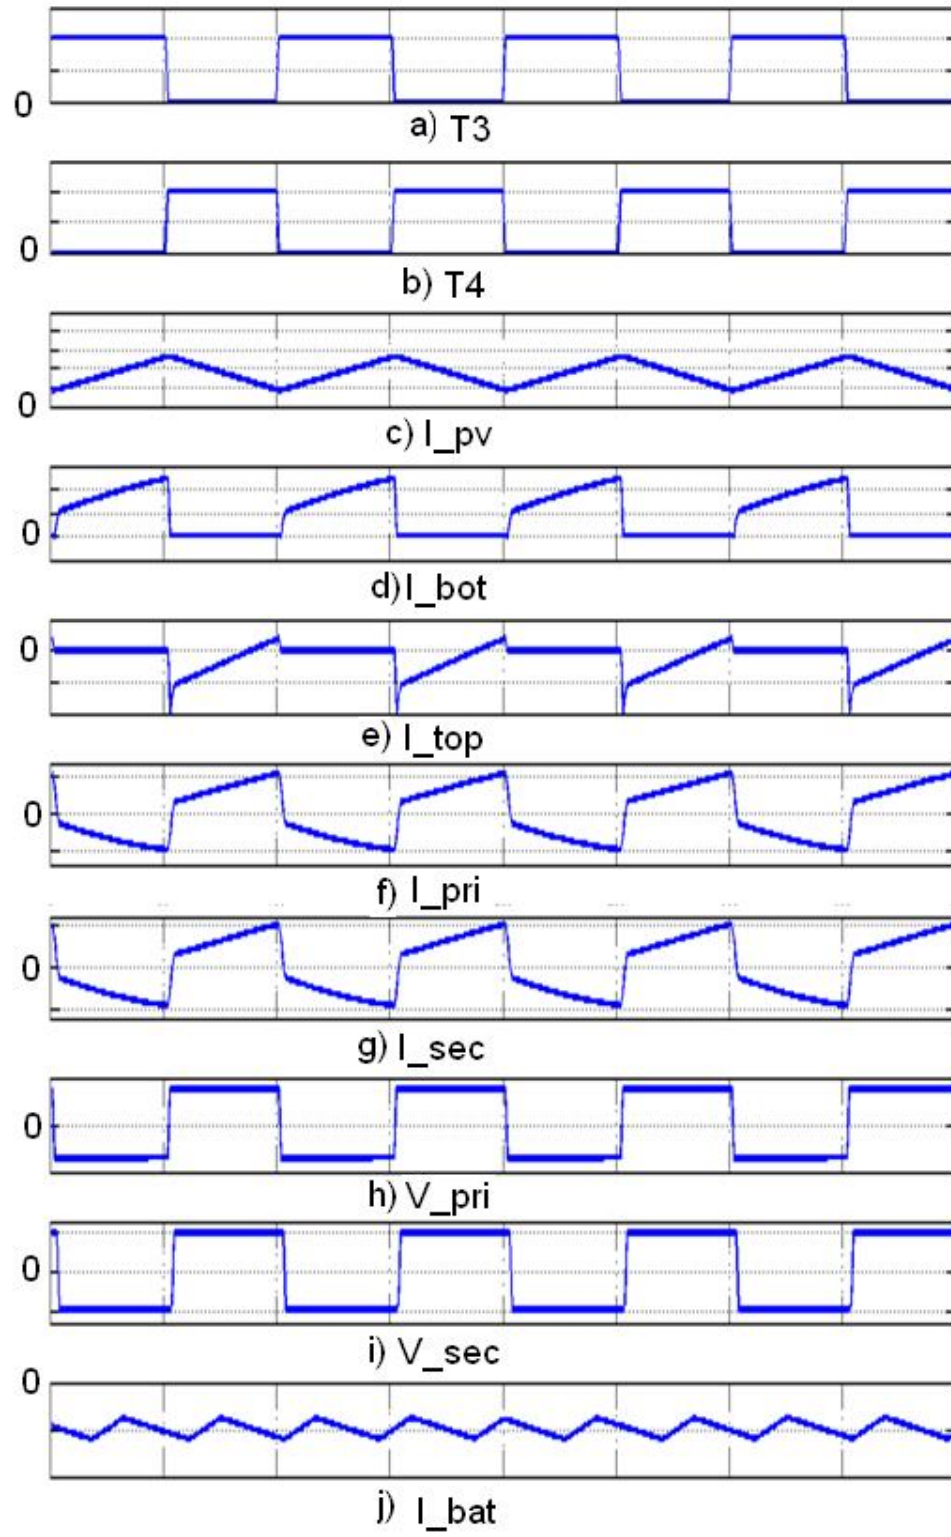 0
a) T3
0
b) T4
0
c) I_pv
0
d) I_bot
0
e) I_top
0
f) I_pri
0
g) I_sec
0
h) V_pri
0
i) V_sec
0
j) I_bat